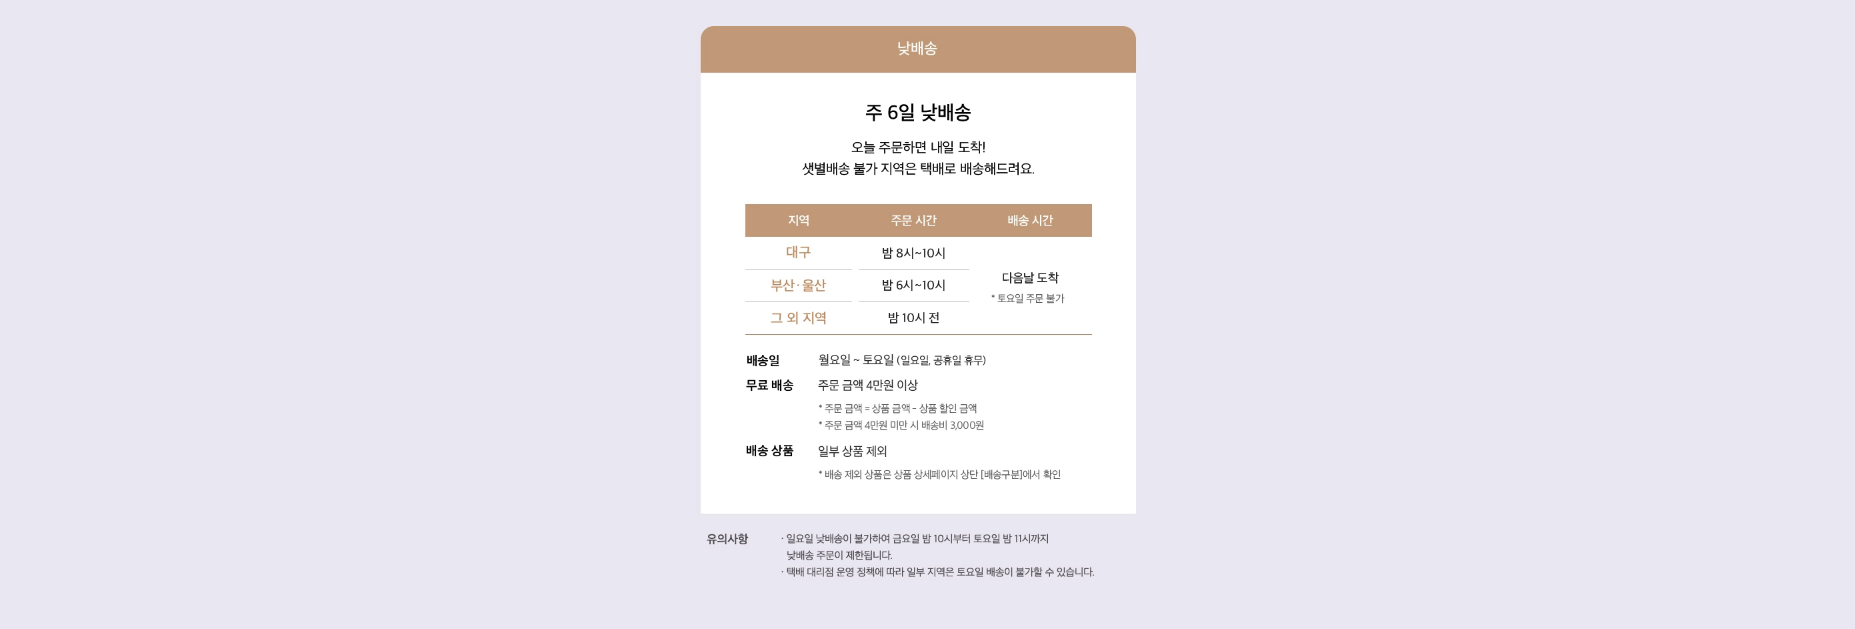 낮배송
주 6일 낮배송
오늘 주문하면 내일 도착!
샛별배송 불가 지역은 택배로 배송해드려요.
지역 주문 시간 배송 시간
대구 밤 8시~10시
부산·울산 밤 6시~10시
다음날 도착
* 토요일 주문 불가
그 외 지역 밤 10시 전
배송일 월요일 ~ 토요일 (일요일, 공휴일 휴무)
무료 배송 주문 금액 4만원 이상
* 주문 금액 = 상품 금액 - 상품 할인 금액
* 주문 금액 4만원 미만 시 배송비 3,000원
배송 상품 일부 상품 제외
* 배송 제외 상품은 상품 상세페이지 상단 [배송구분]에서 확인
유의사항 · 일요일 낮배송이 불가하여 금요일 밤 10시부터 토요일 밤 11시까지
낮배송 주문이 제한됩니다.
· 택배 대리점 운영 정책에 따라 일부 지역은 토요일 배송이 불가할 수 있습니다.